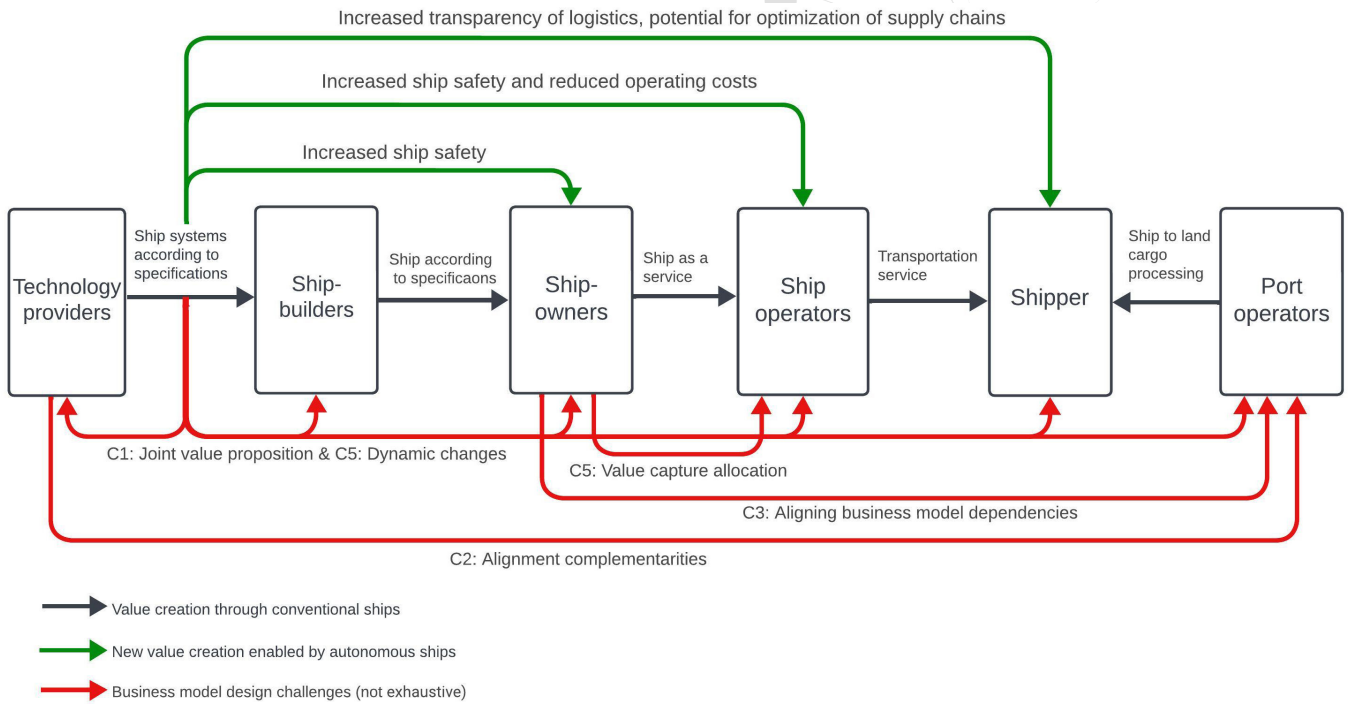 Increased transparency of logistics, potential for optimization of supply chains
Increased ship safety and reduced operating costs
Increased ship safety
Technology
providers
Ship systems
according to
specifications
Ship-
builders
Ship according
to specificaons
Ship-
owners
Ship as a
service
Ship
operators
Transportation
service
Shipper
Ship to land
cargo
processing
Port
operators
C1: Joint value proposition & C5: Dynamic changes
C5: Value capture allocation
C3: Aligning business model dependencies
C2: Alignment complementarities
Value creation through conventional ships
New value creation enabled by autonomous ships
Business model design challenges (not exhaustive)